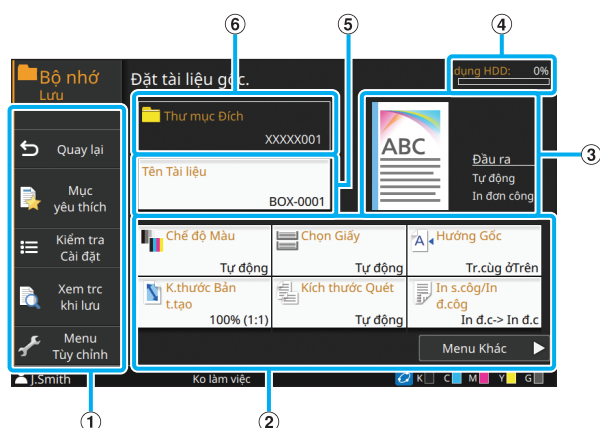 6
5
4
Bộ nhớ
Lưu
Đặt tài liệu gốc.
dụng HDD: 0%
Thư mục Đích
XXXXX001
Tên Tài liệu
BOX-0001
ABC
Đầu ra
Tự động
In đơn công
3
Quay lại
Mục
yêu thích
Kiểm tra
Cài đặt
Xem trc
khi lưu
Menu
Tùy chỉnh
Chế độ Màu
Tự động
Chọn Giấy
Tự động
A
Hướng Gốc
Tr.cùg ởTrên
K.thước Bản
t.tạo
100% (1:1)
Kích thước Quét
Tự động
In s.côg/In
đ.côg
In đ.c-> In đ.c
Menu Khác
J.Smith
Ko làm việc
K C M Y G
1
2